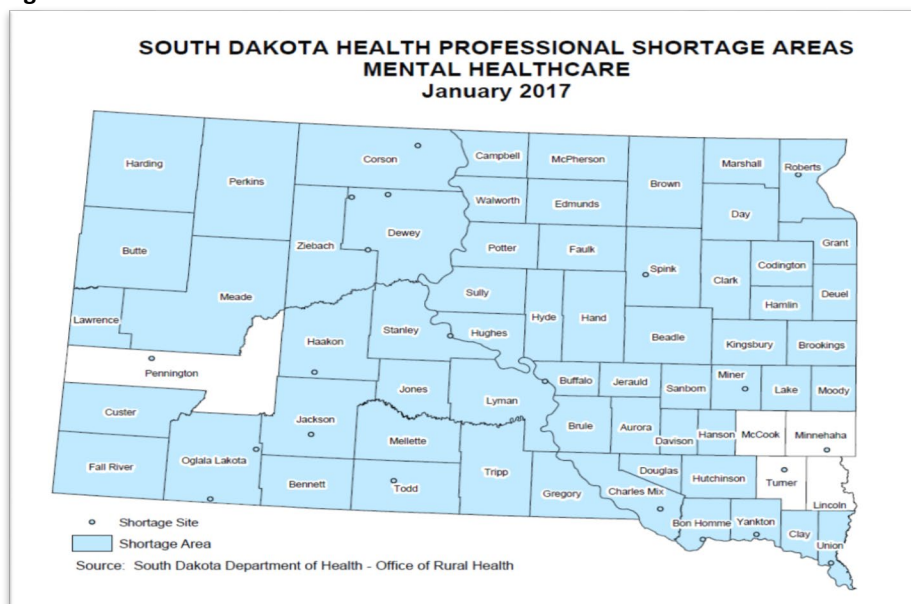 SOUTH DAKOTA HEALTH PROFESSIONAL SHORTAGE AREAS
MENTAL HEALTHCARE
January 2017
Harding
Perkins
Corson
Campbell
McPherson
Brown
Marshall
Roberts
Walworth
Edmunds
Day
Butte
Ziebach
Dewey
Potter
Faulk
Spink
Clark
Codington
Grant
Meade
Sully
Hyde
Hand
Hamlin
Deuel
Lawrence
Haakon
Stanley
Hughes
Beadle
Kingsbury
Brookings
Pennington
Jones
Lyman
Buffalo
Jerauld
Sanborn
Miner
Lake
Moody
Custer
Jackson
Mellette
Brule
Aurora
Davison
Hanson
McCook
Minnehaha
Fall River
Oglala Lakota
Bennett
Todd
Tripp
Gregory
Charles Mix
Douglas
Hutchinson
Turner
Lincoln
Bon Homme
Yankton
Clay
Union
Shortage Site
Shortage Area
Source: South Dakota Department of Health - Office of Rural Health